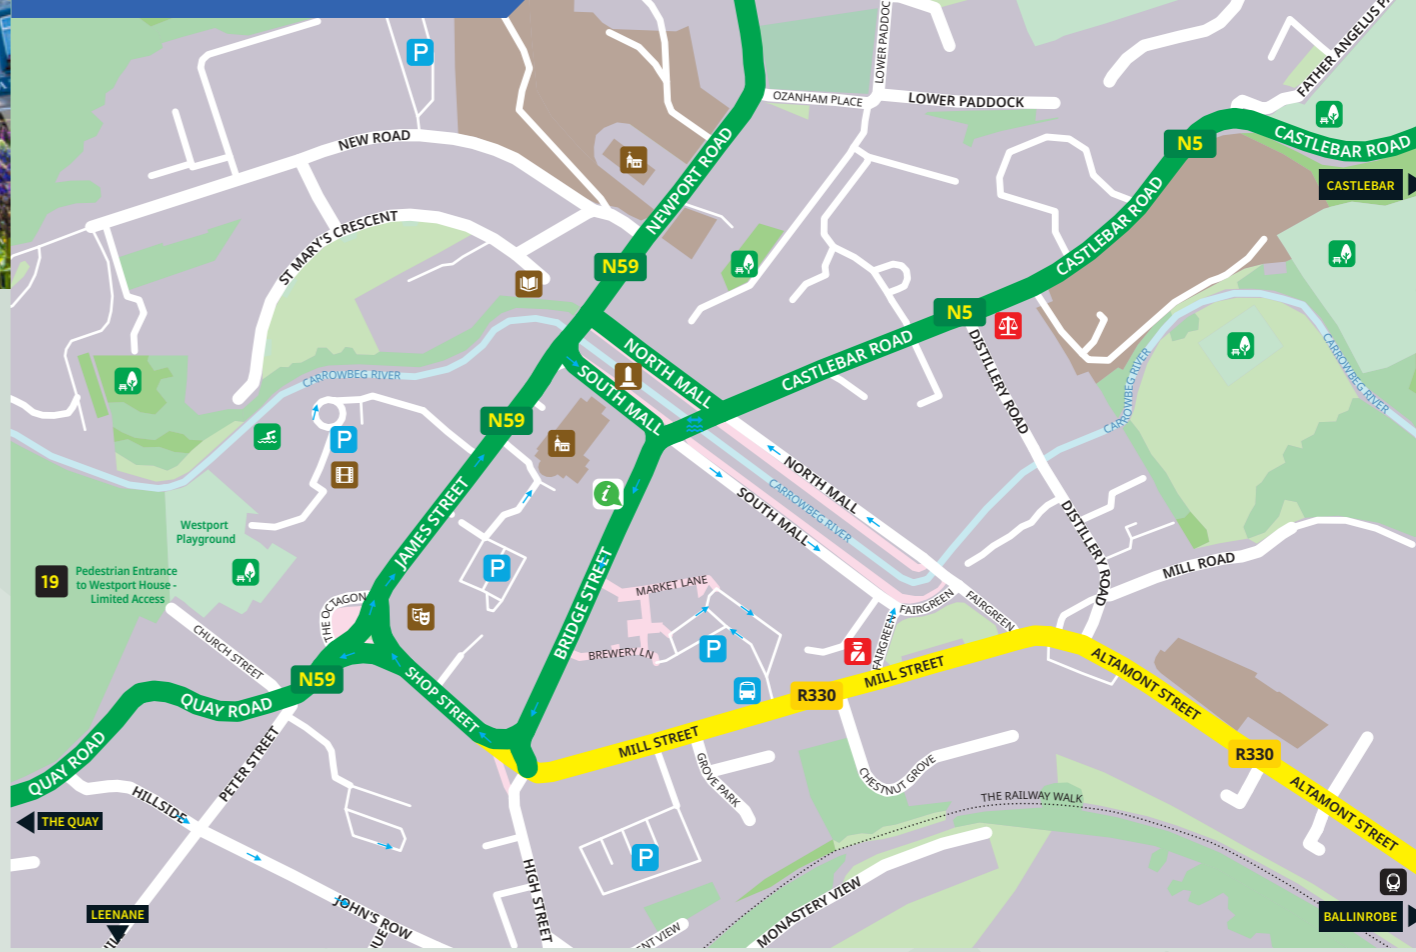 P
LOWER PADDOC
FATHER ANGELUS P
OZANHAM PLACE
LOWER PADDOCK
NEW ROAD
NEWPORT ROAD
N5
CASTLEBAR ROAD
CASTLEBAR
ST MARY'S CRESCENT
CASTLEBAR ROAD
N59
N5
NORTH MALL
CASTLEBAR ROAD
DISTILLERY ROAD
CARROWBEG RIVER
CARROWBEG RIVER
CARROWBEG RIVER
SOUTH MALL
N59
P
NORTH MALL
i
CARROWBEG RIVER
SOUTH MALL
JAMES STREET
Westport
Playground
DISTILLERY ROAD
P
MILL ROAD
19
Pedestrian Entrance
to Westport House -
Limited Access
MARKET LANE
BRIDGE STREET
THE OCTAGON
FAIRGREEN
FAIRGREEN
FAIRGREEN
CHURCH STREET
BREWERY LN
P
N59
SHOP STREET
QUAY ROAD
MILL STREET
R330
ALTAMONT STREET
MILL STREET
QUAY ROAD
PETER STREET
R330
GROVE PARK
CHESTNUT GROVE
HILLSIDE
THE RAILWAY WALK
ALTAMONT STREET
THE QUAY
P
HIGH STREET
JOHN'S ROW
MONASTERY VIEW
LEENANE
BALLINROBE
NT VIEW